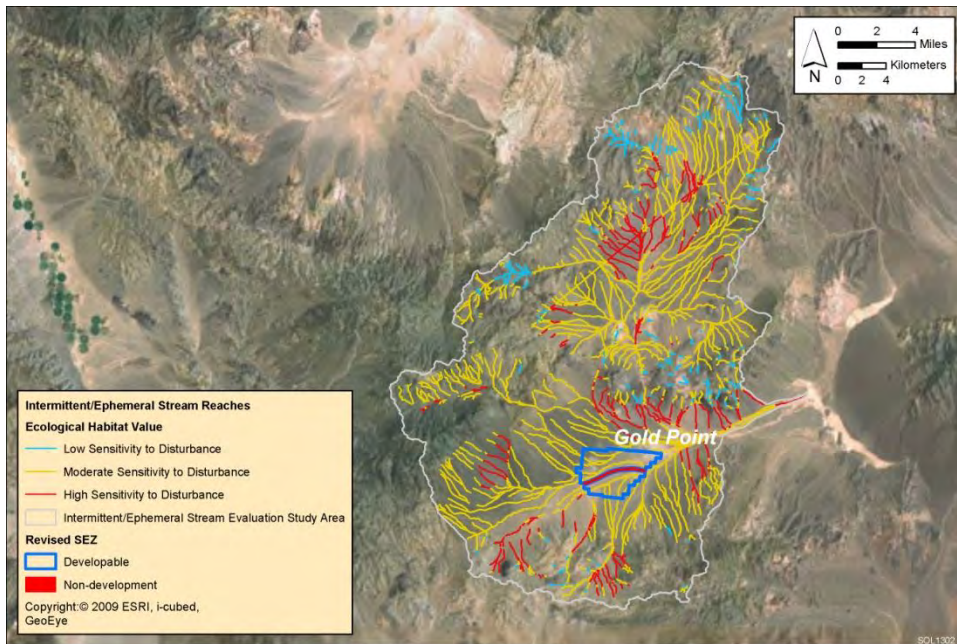 0 2 4
Miles
Kilometers
0 2 4
N
Gold Point
Intermittent/Ephemeral Stream Reaches
Ecological Habitat Value
Low Sensitivity to Disturbance
Moderate Sensitivity to Disturbance
High Sensitivity to Disturbance
Intermittent/Ephemeral Stream Evaluation Study Area
Revised SEZ
Developable
Non-development
Copyright:© 2009 ESRI, i-cubed,
GeoEye
SOL1302